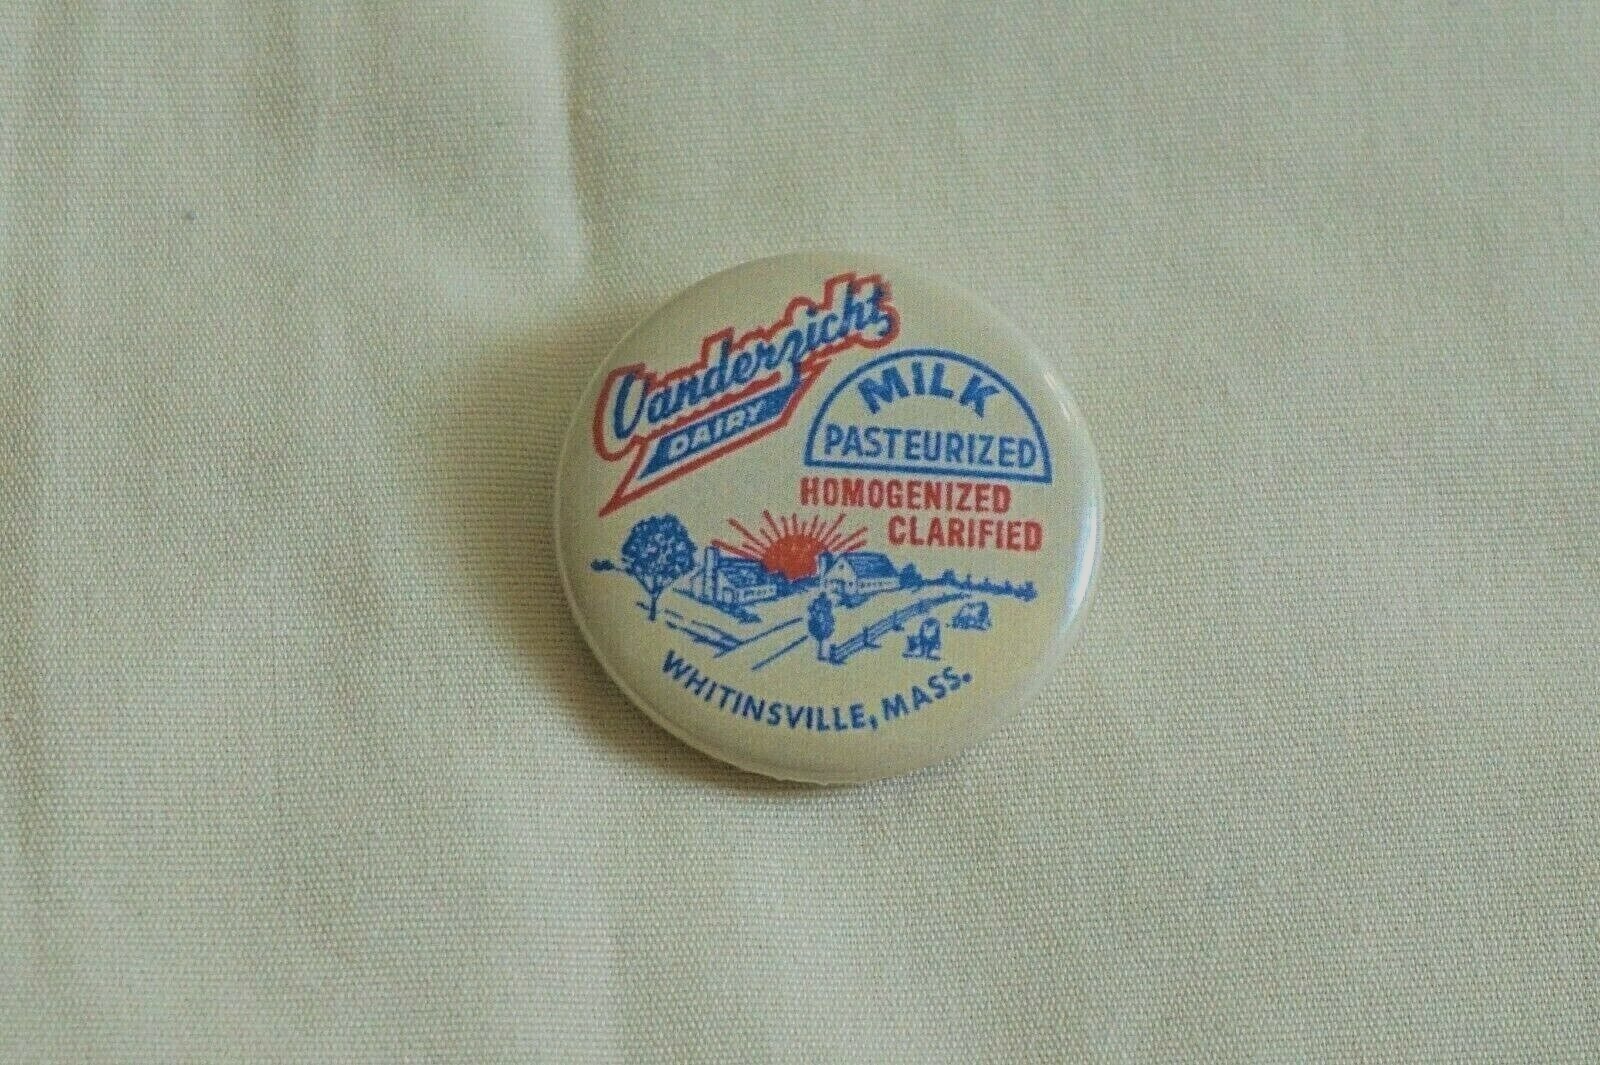 Vanderzicht
DAIRY
MILK
PASTEURIZED
HOMOGENIZED
CLARIFIED
WHITINSVILLE, MASS.